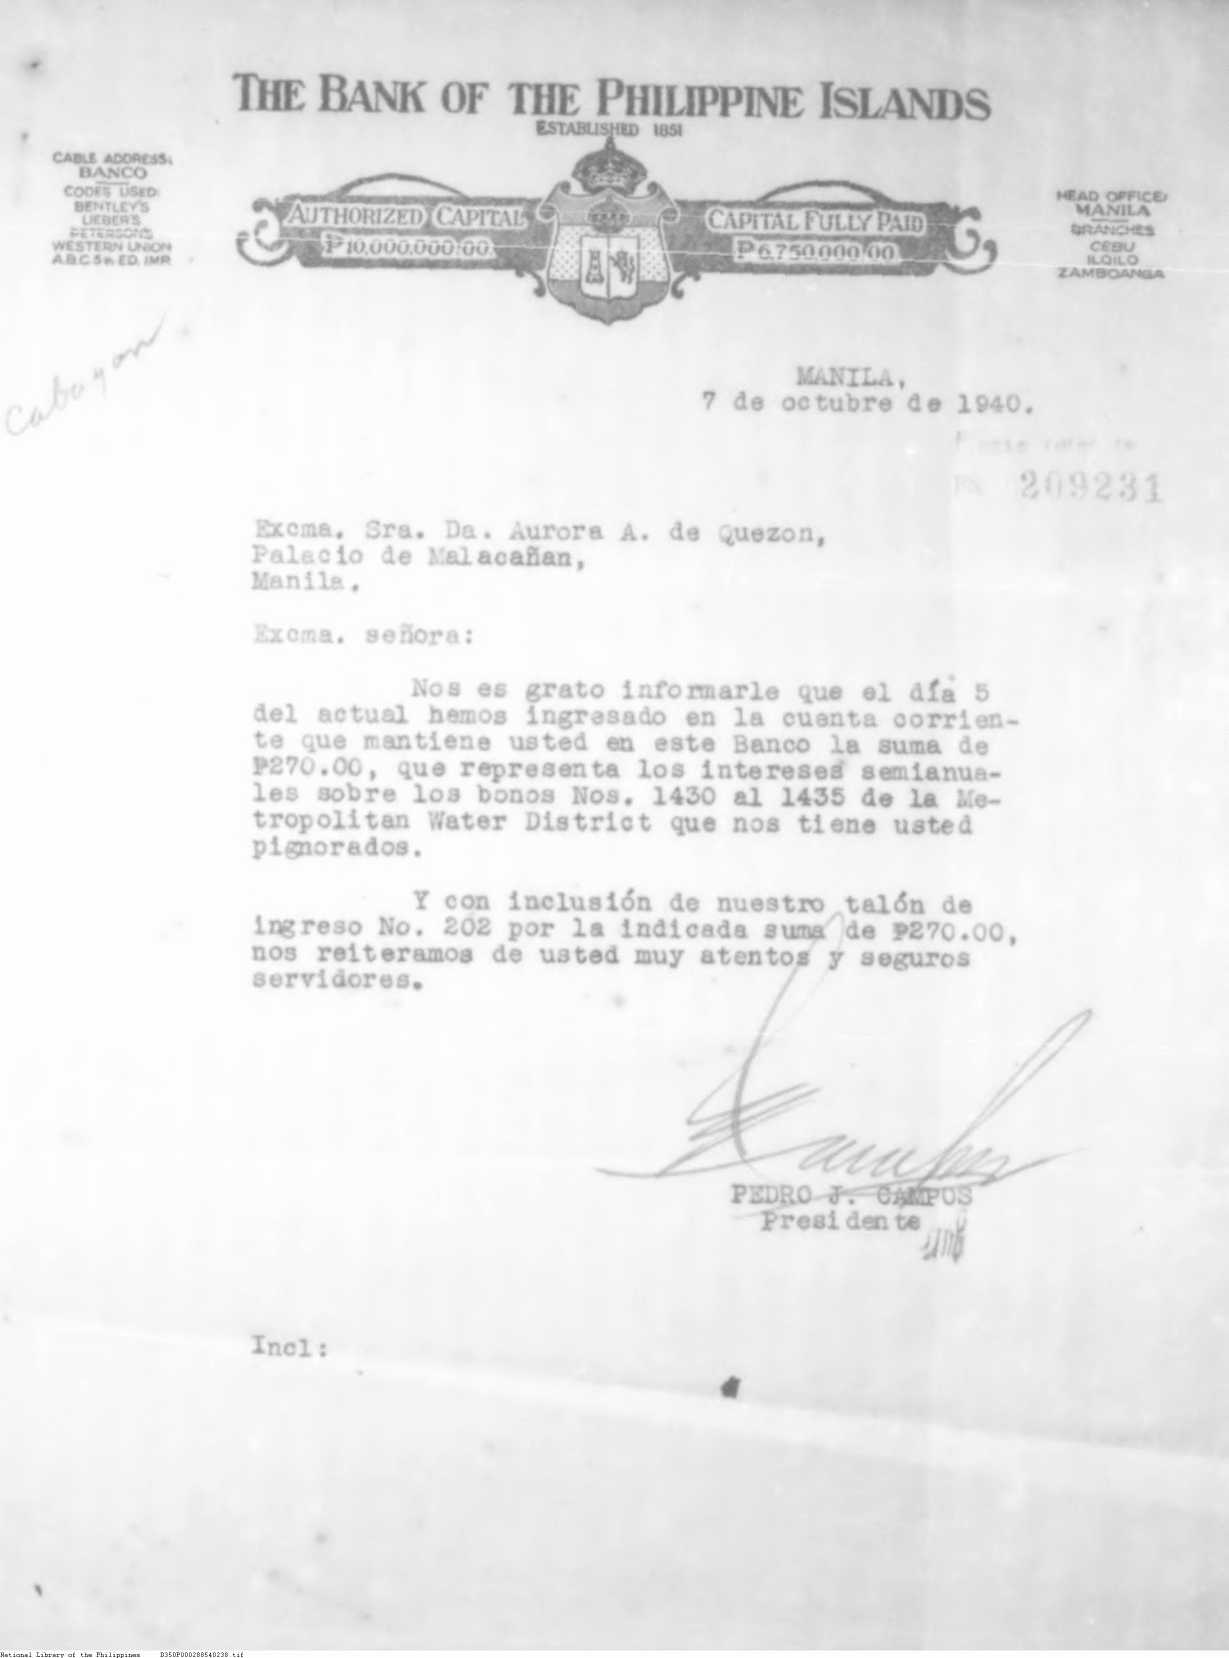 THE BANK OF THE PHILIPPINE ISLANDS
ESTABLISHED 1851
CABLE ADDRESS:
BANCO
CODES USED:
BENTLEY'S
LIEBER'S
PETERSON'S
WESTERN UNION
A.B.C. 5th ED. IMP.
AUTHORIZED CAPITAL
₱10,000,000.00
CAPITAL FULLY PAID
₱6,750,000.00
HEAD OFFICE:
MANILA
BRANCHES
CEBU
ILOILO
ZAMBOANGA
MANILA,
7 de octubre de 1940.
209231
Excma. Sra. Da. Aurora A. de Quezon,
Palacio de Malacañan,
Manila.
Excma. señora:
Nos es grato informarle que el día 5
del actual hemos ingresado en la cuenta corrien-
te que mantiene usted en este Banco la suma de
₱270.00, que representa los intereses semianua-
les sobre los bonos Nos. 1430 al 1435 de la Me-
tropolitan Water District que nos tiene usted
pignorados.
Y con inclusión de nuestro talón de
ingreso No. 202 por la indicada suma de ₱270.00,
nos reiteramos de usted muy atentos y seguros
servidores.
PEDRO J. CAMPOS
Presidente
Incl:
National Library of the Philippines D350P000288540238.tif